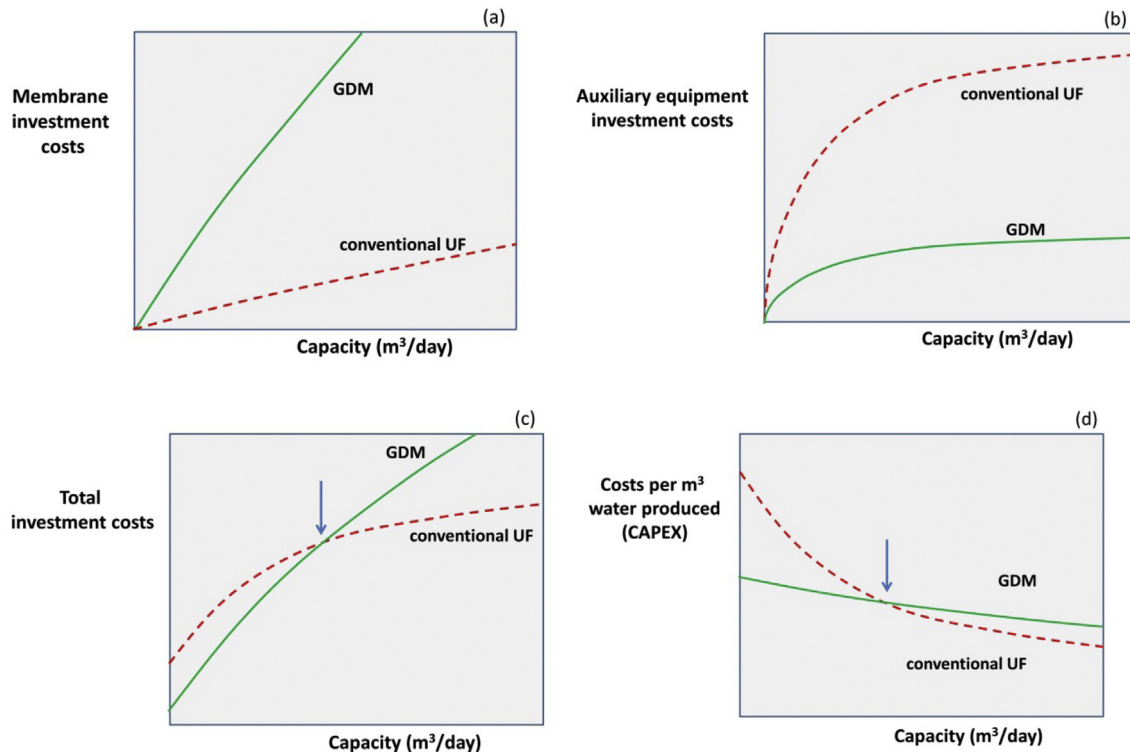 (a)
Membrane
investment
costs
GDM
conventional UF
Capacity (m³/day)
(b)
Auxiliary equipment
investment costs
conventional UF
GDM
Capacity (m³/day)
(c)
Total
investment costs
GDM
conventional UF
Capacity (m³/day)
(d)
Costs per m³
water produced
(CAPEX)
GDM
conventional UF
Capacity (m³/day)